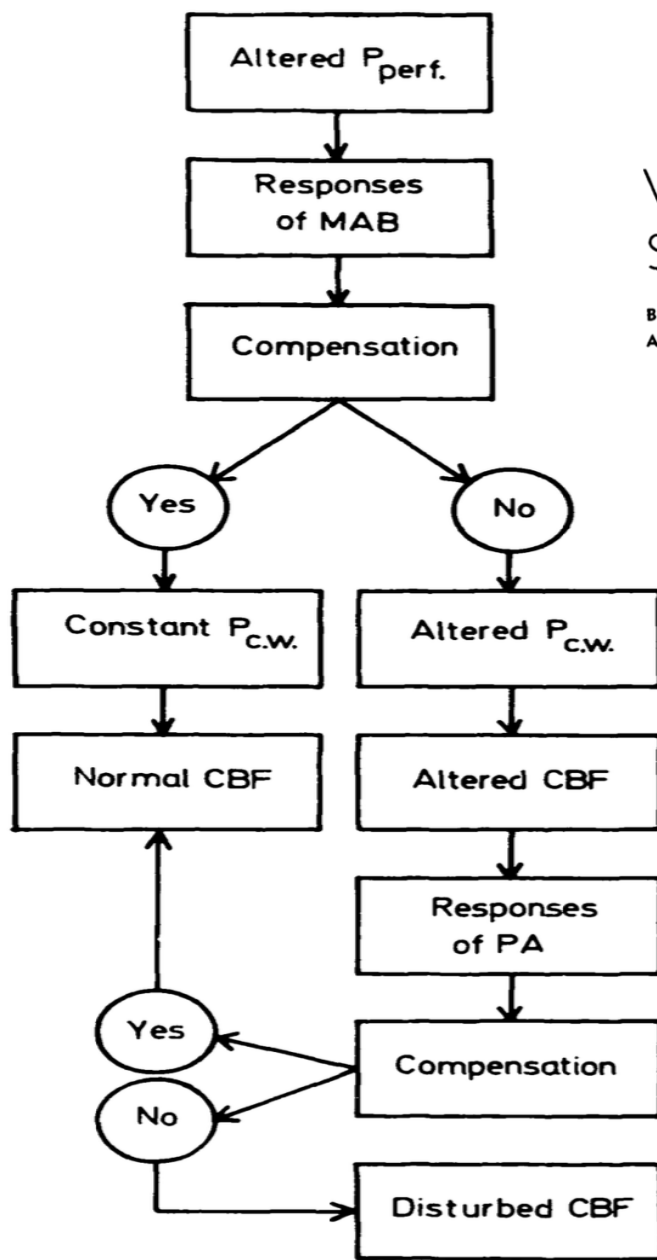 Altered P perf.
Responses
of MAB
Compensation
Yes
No
Constant P c.w.
Altered P c.w.
Normal CBF
Altered CBF
Responses
of PA
Yes
Compensation
No
Disturbed CBF